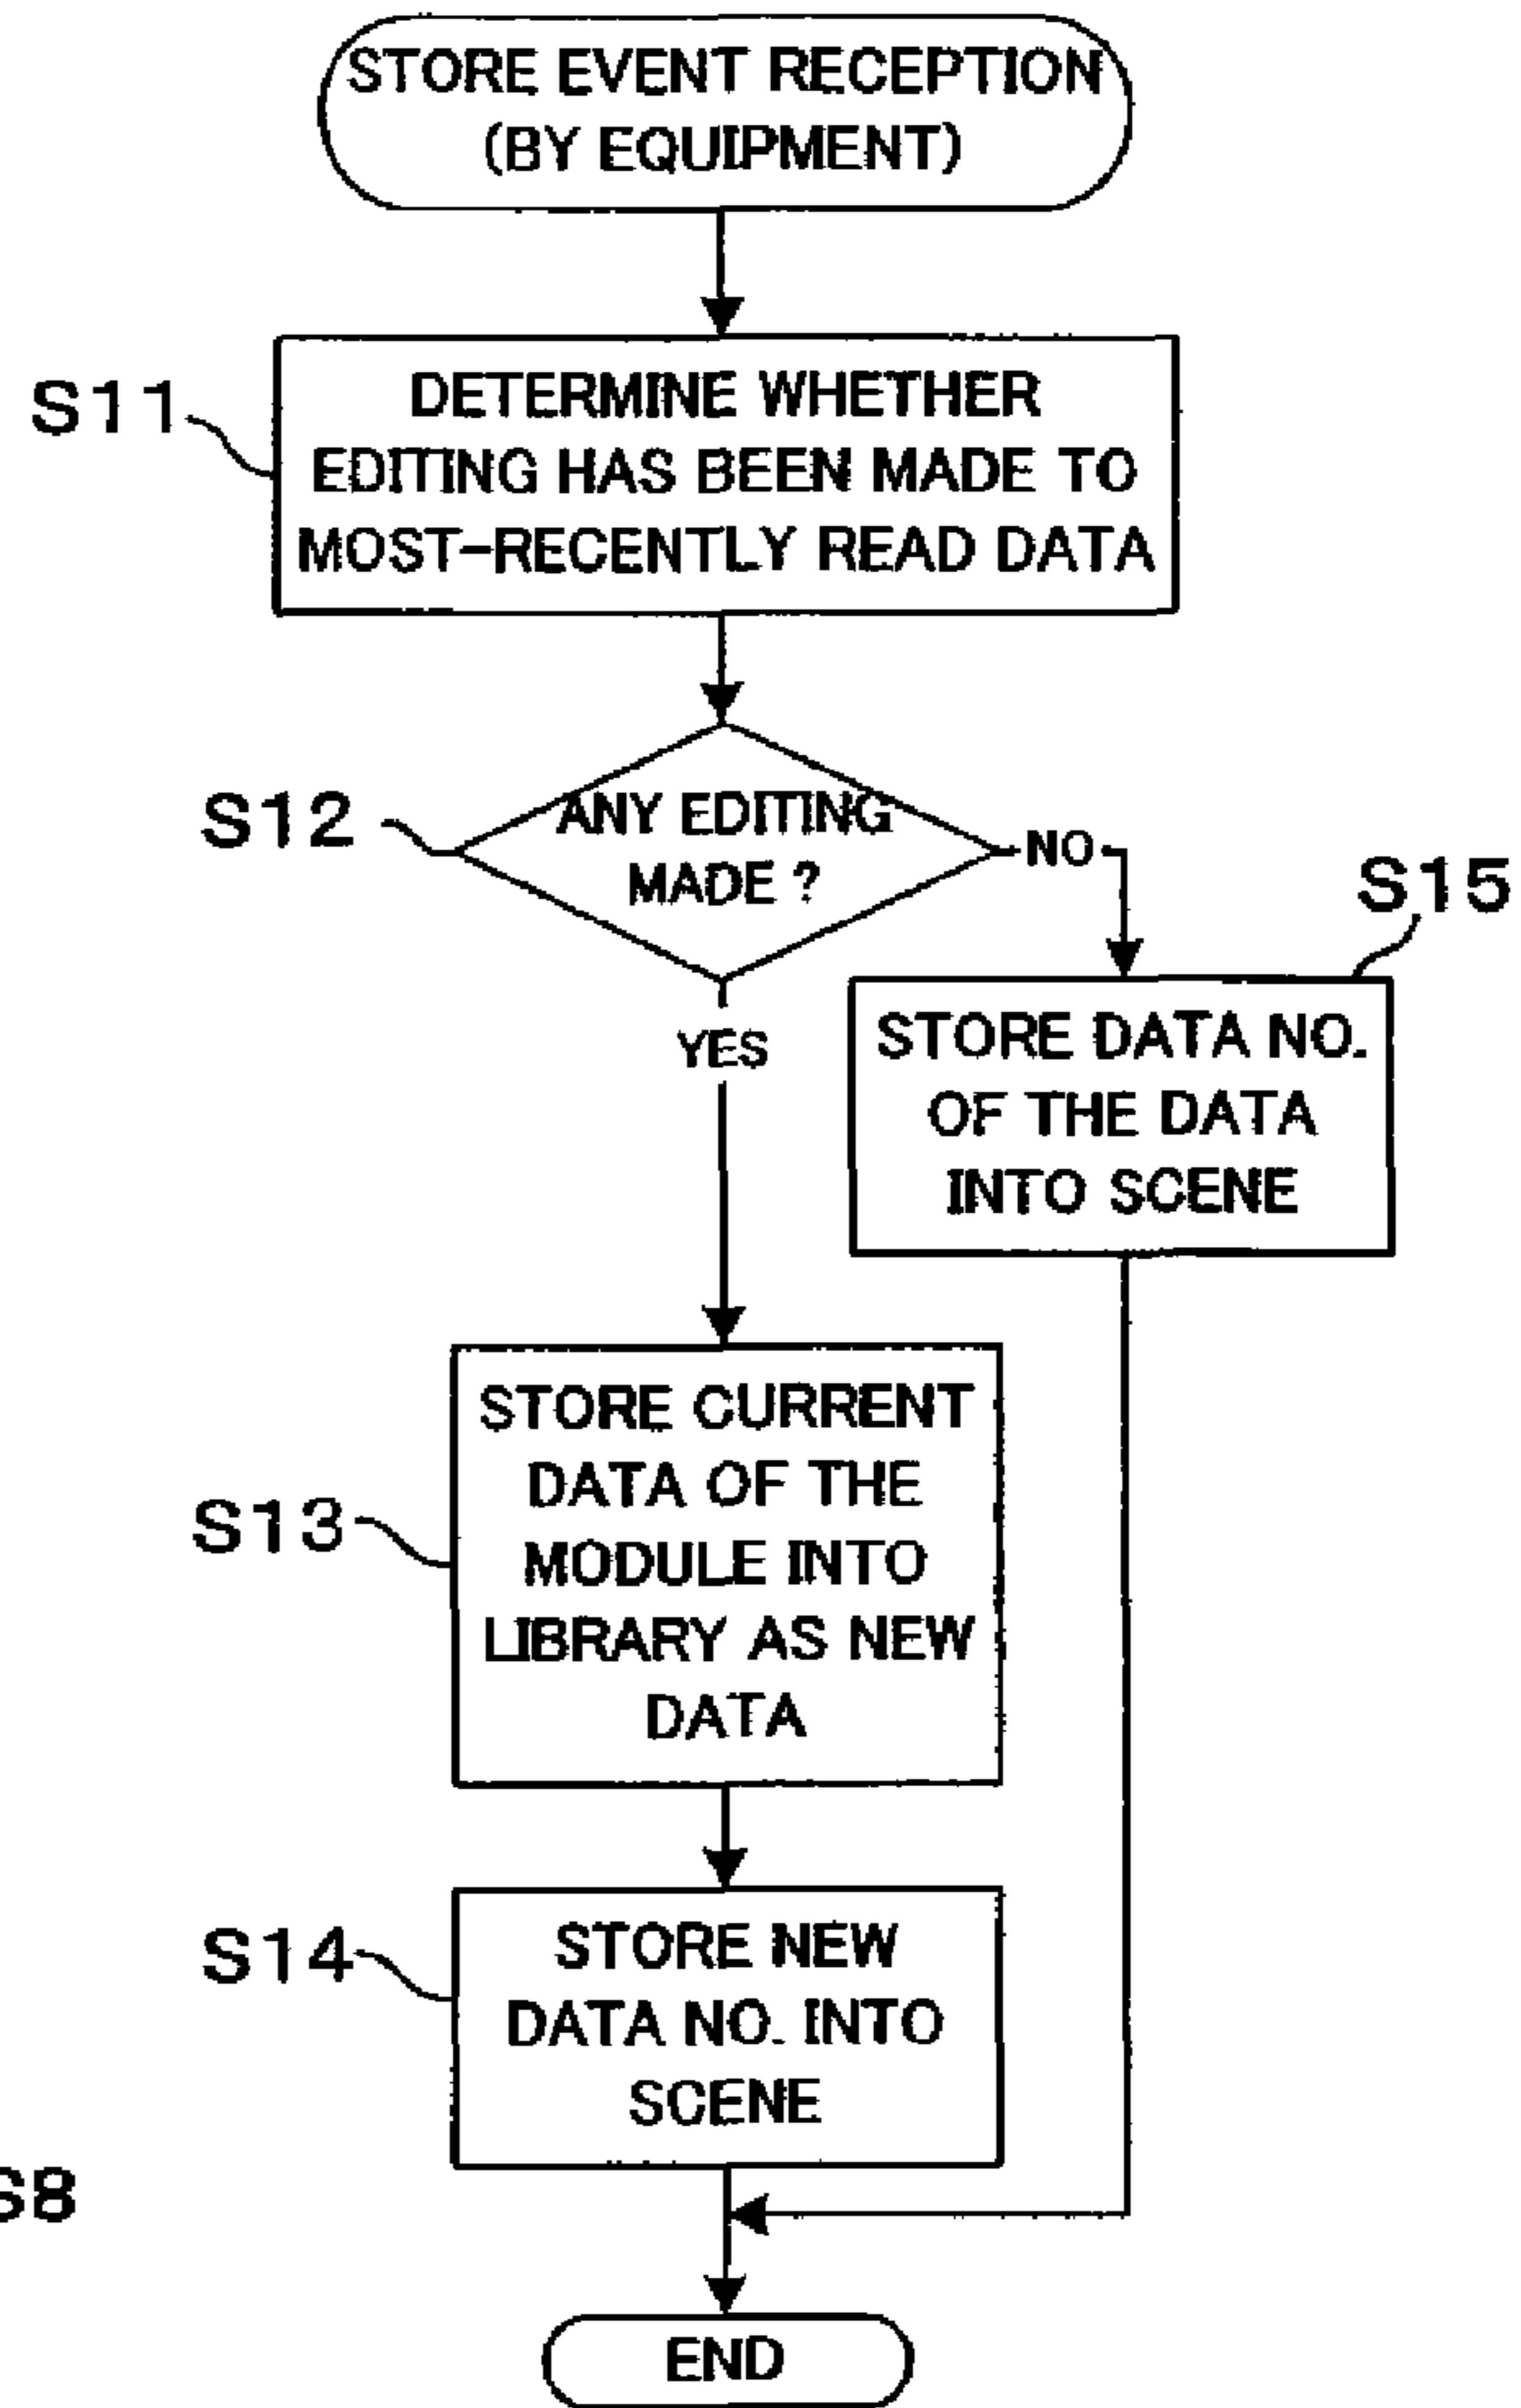 STORE EVENT RECEPTION
(BY EQUIPMENT)
S11
DETERMINE WHETHER
EDITING HAS BEEN MADE TO
MOST-RECENTLY READ DATA
S12
ANY EDITING
MADE ?
NO
YES
S15
STORE DATA NO.
OF THE DATA
INTO SCENE
S13
STORE CURRENT
DATA OF THE
MODULE INTO
LIBRARY AS NEW
DATA
S14
STORE NEW
DATA NO. INTO
SCENE
S8
END